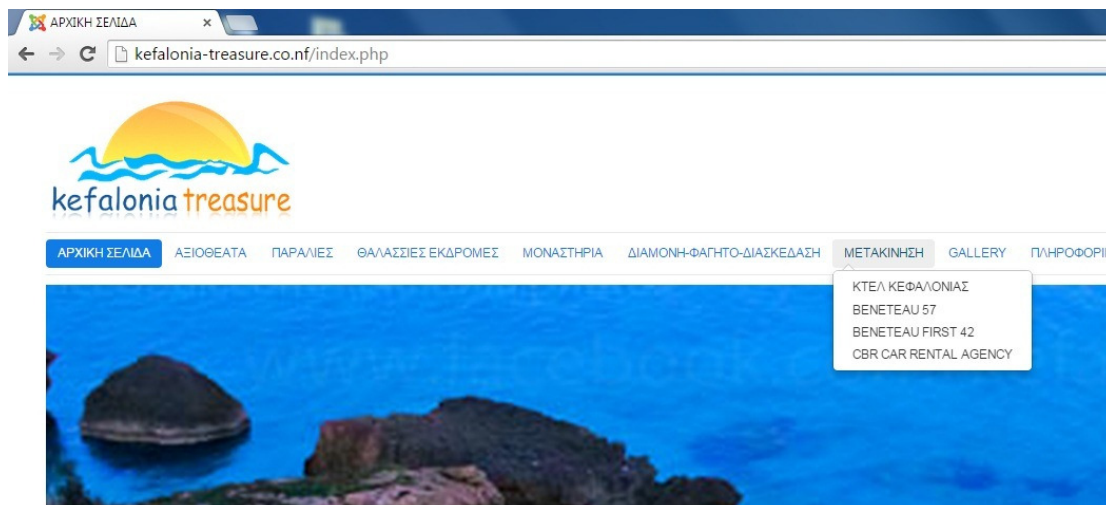 ΑΡΧΙΚΗ ΣΕΛΙΔΑ
kefalonia-treasure.co.nf/index.php
kefalonia treasure
ΑΡΧΙΚΗ ΣΕΛΙΔΑ ΑΞΙΟΘΕΑΤΑ ΠΑΡΑΛΙΕΣ ΘΑΛΑΣΣΙΕΣ ΕΚΔΡΟΜΕΣ ΜΟΝΑΣΤΗΡΙΑ ΔΙΑΜΟΝΗ-ΦΑΓΗΤΟ-ΔΙΑΣΚΕΔΑΣΗ ΜΕΤΑΚΙΝΗΣΗ GALLERY
ΚΤΕΛ ΚΕΦΑΛΟΝΙΑΣ
BENETEAU 57
BENETEAU FIRST 42
CBR CAR RENTAL AGENCY